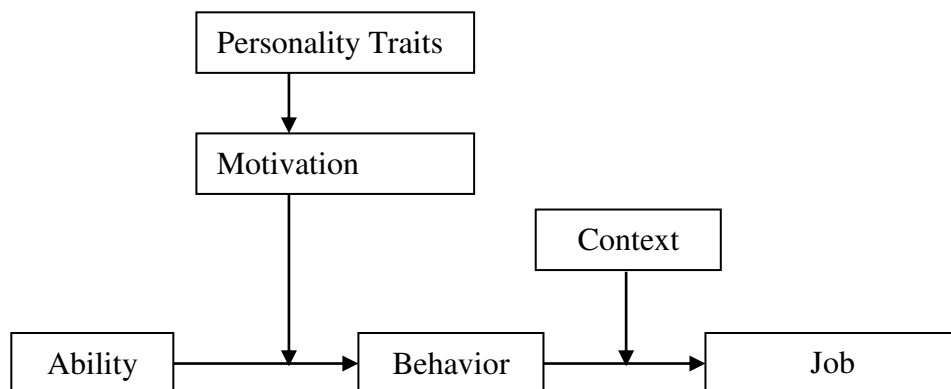 Personality Traits
Motivation
Context
Ability
Behavior
Job